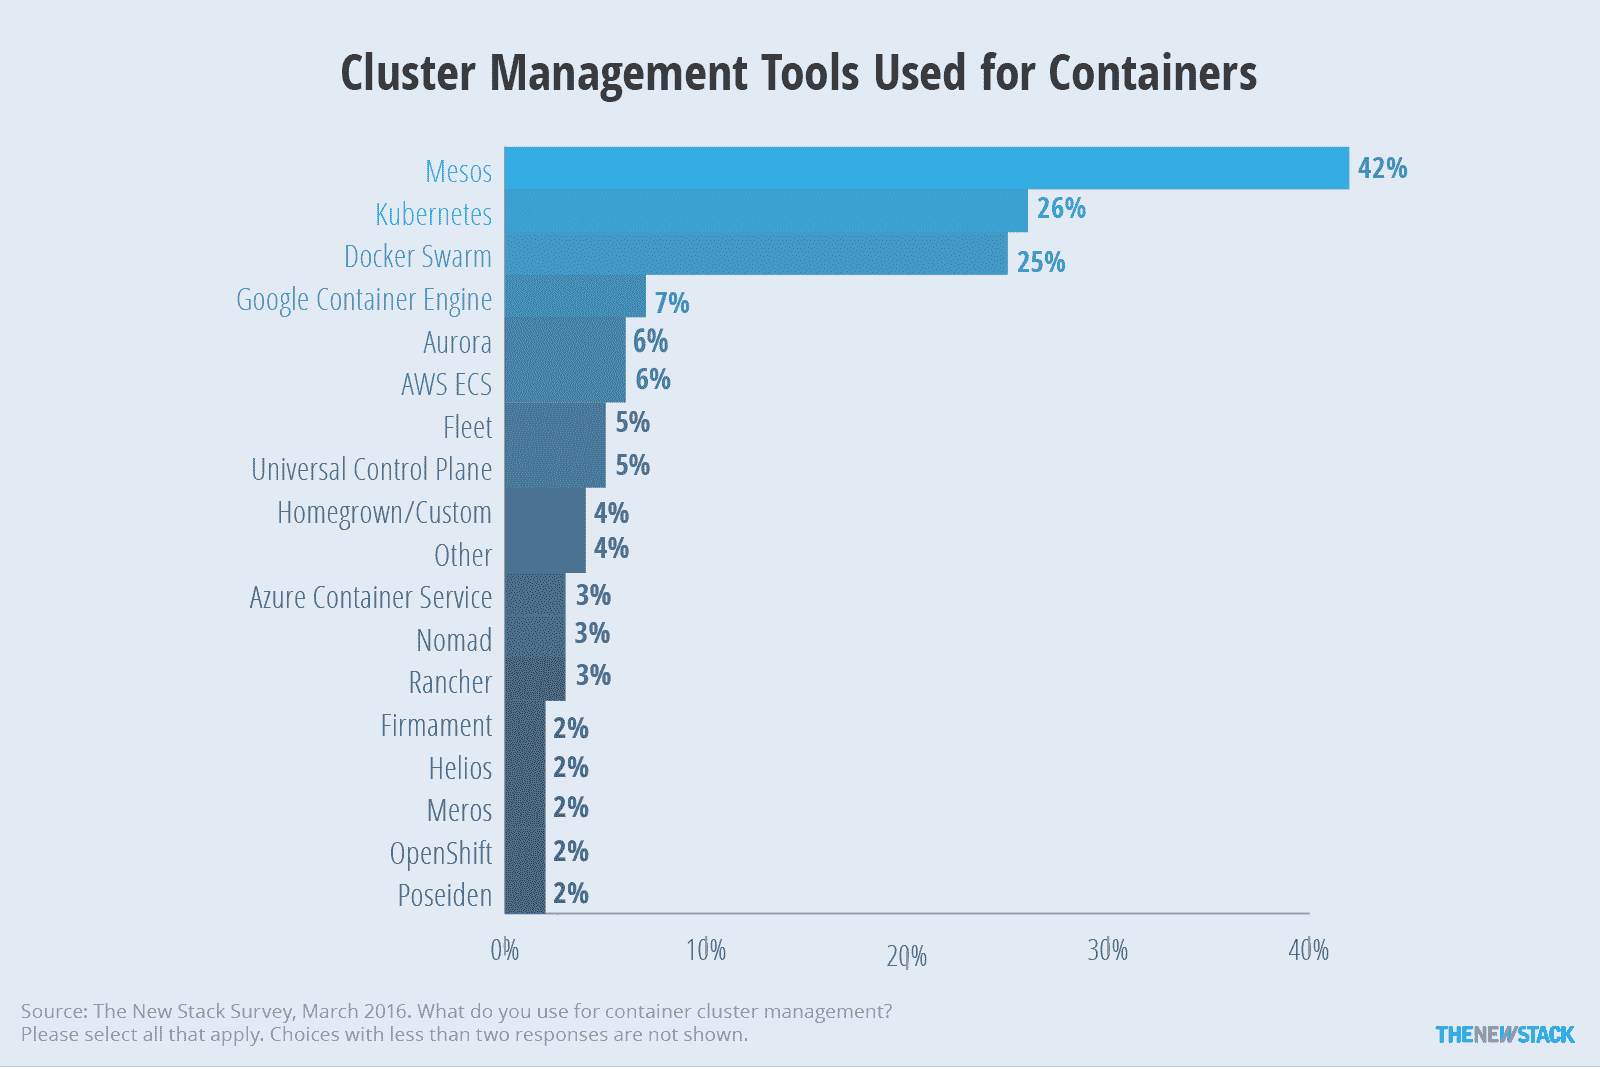 Cluster Management Tools Used for Containers
Mesos 42%
Kubernetes 26%
Docker Swarm 25%
Google Container Engine 7%
Aurora 6%
AWS ECS 6%
Fleet 5%
Universal Control Plane 5%
Homegrown/Custom 4%
Other 4%
Azure Container Service 3%
Nomad 3%
Rancher 3%
Firmament 2%
Helios 2%
Meros 2%
OpenShift 2%
Poseiden 2%
0% 10% 20% 30% 40%
Source: The New Stack Survey, March 2016. What do you use for container cluster management?
Please select all that apply. Choices with less than two responses are not shown.
THENEWSTACK